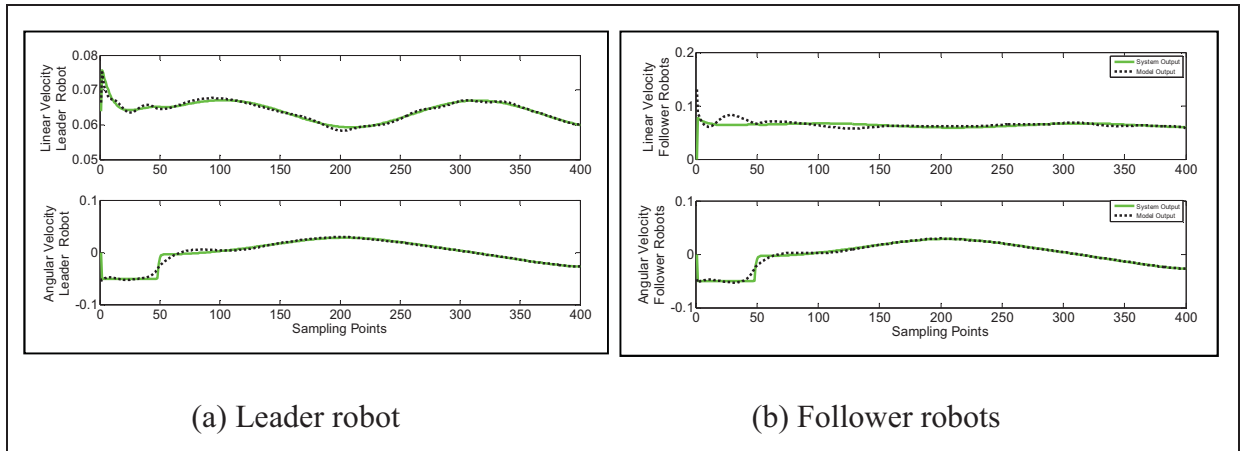 0.08
0.07
0.06
0.05
Linear Velocity
Leader Robot
0 50 100 150 200 250 300 350 400
0.1
0
-0.1
Angular Velocity
Leader Robot
0 50 100 150 200 250 300 350 400
Sampling Points
(a) Leader robot
0.2
0.1
0
Linear Velocity
Follower Robots
System Output
Model Output
0 50 100 150 200 250 300 350 400
0.1
0
-0.1
Angular Velocity
Follower Robots
System Output
Model Output
0 50 100 150 200 250 300 350 400
Sampling Points
(b) Follower robots